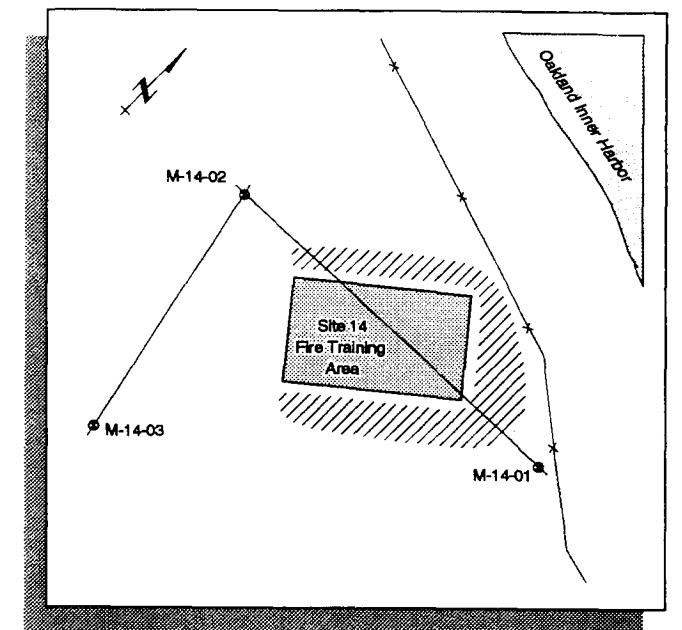 N
Oakland Inner Harbor
M-14-02
Site 14
Fire Training
Area
M-14-03
M-14-01